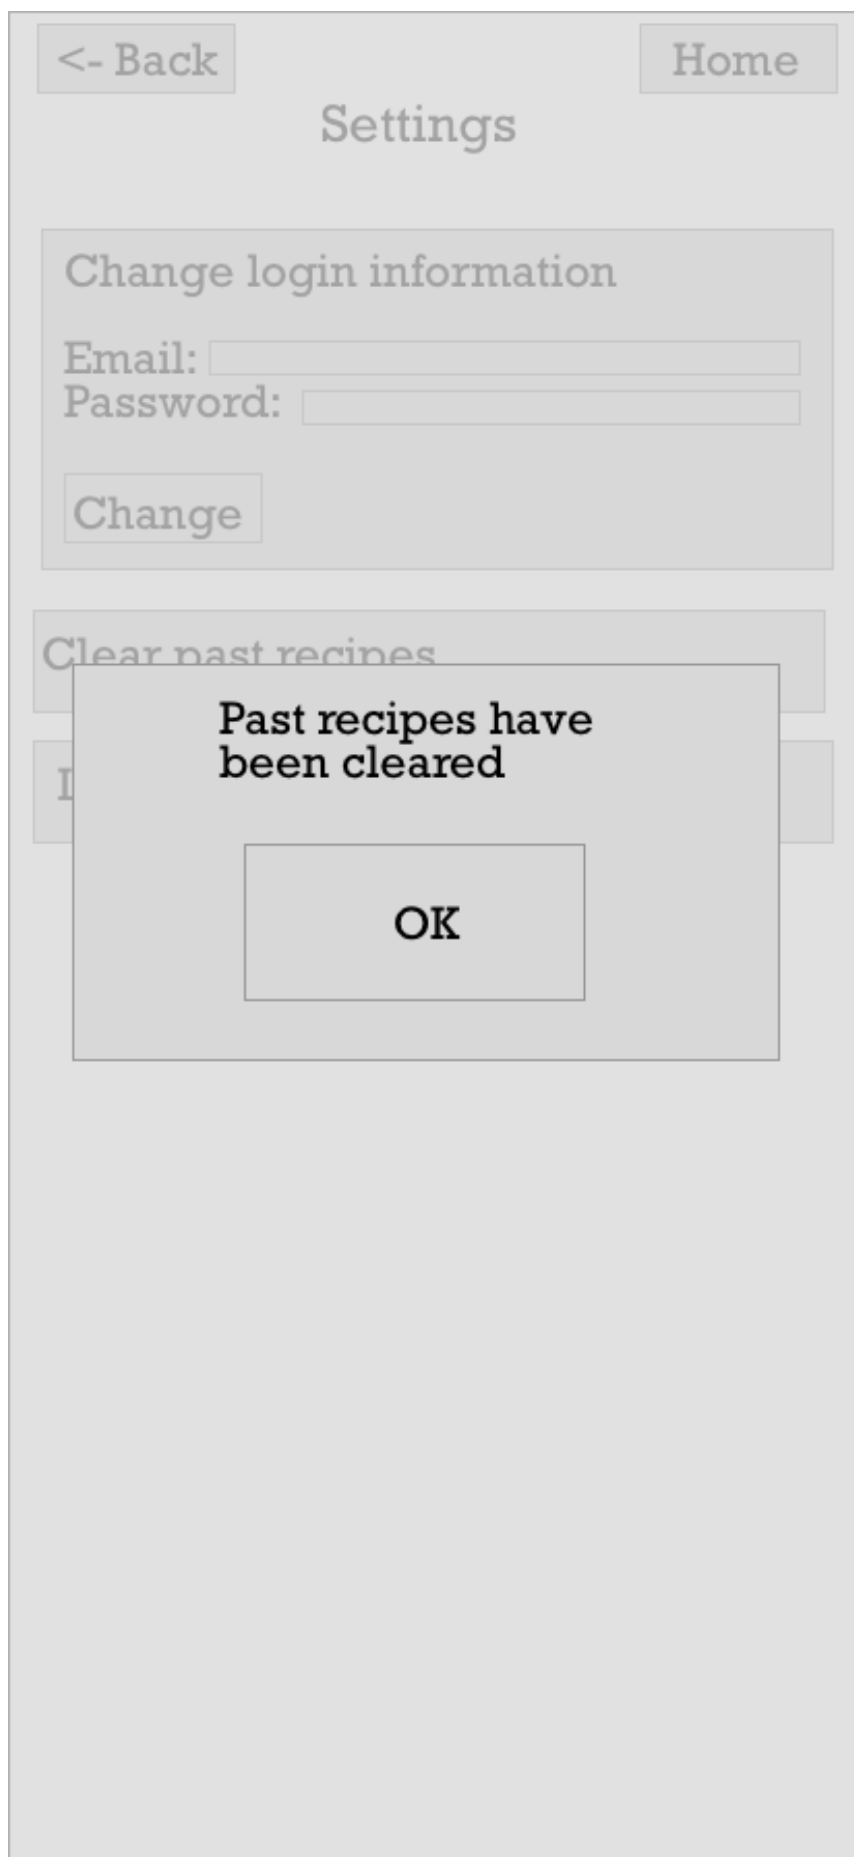 <- Back
Home
Settings
Change login information
Email:
Password:
Change
Clear past recipes
Past recipes have
been cleared
OK